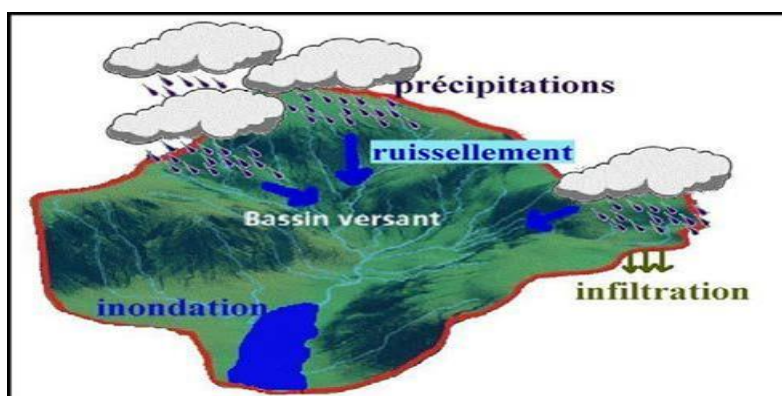 précipitations
ruissellement
Bassin versant
infiltration
inondation